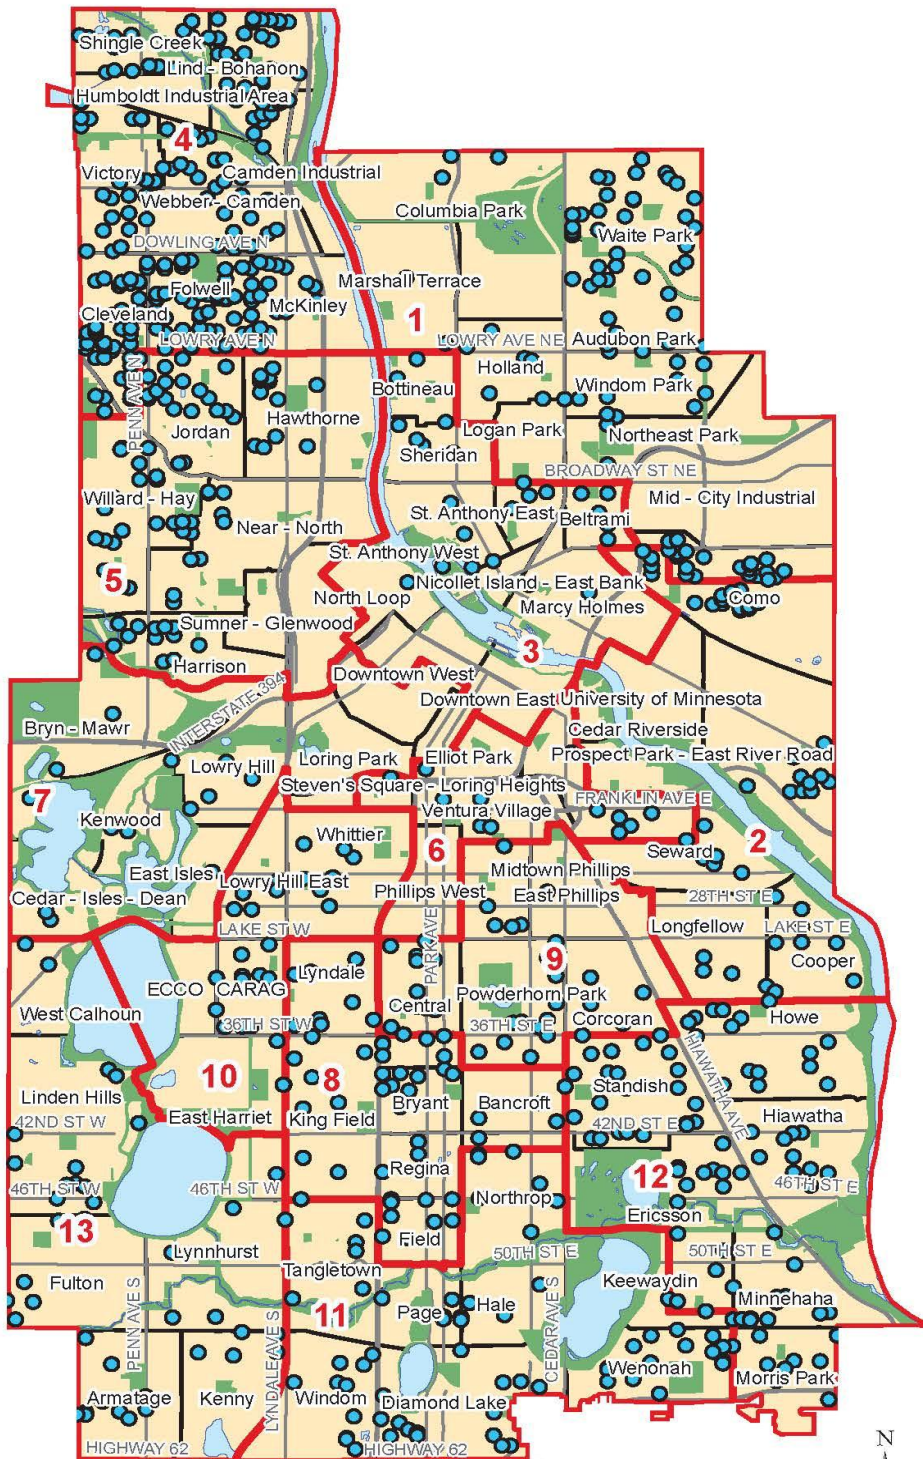 Shingle Creek
Lind - Bohanon
Humboldt Industrial Area
4
Victory
Camden Industrial
Webber - Camden
Columbia Park
DOWLING AVE N
Waite Park
Folwell
Marshall Terrace
McKinley
Cleveland
1
LOWRY AVE N
LOWRY AVE NE
Audubon Park
PENN AVE N
Holland
Bottineau
Windom Park
Jordan
Hawthorne
Logan Park
Northeast Park
Sheridan
BROADWAY ST NE
Willard - Hay
Mid - City Industrial
St. Anthony East
Beltrami
Near - North
St. Anthony West
5
Nicollet Island - East Bank
Como
North Loop
Marcy Holmes
Sumner - Glenwood
3
Harrison
Downtown West
INTERSTATE 394
Downtown East
University of Minnesota
Bryn - Mawr
Cedar Riverside
Loring Park
Elliot Park
Prospect Park - East River Road
Lowry Hill
Steven's Square - Loring Heights
7
FRANKLIN AVE E
Ventura Village
Kenwood
Whittier
6
2
Seward
East Isles
Midtown Phillips
Lowry Hill East
Phillips West
East Phillips
28TH ST E
Cedar - Isles - Dean
LAKE ST W
Longfellow
LAKE ST E
PARK AVE
Cooper
Lyndale
9
ECCO
CARAG
Powderhorn Park
West Calhoun
Central
36TH ST W
36TH ST E
Corcoran
Howe
HIAWATHA AVE
10
8
Standish
Linden Hills
Bryant
Bancroft
East Harriet
King Field
Hiawatha
42ND ST W
42ND ST E
Regina
12
46TH ST W
46TH ST W
46TH ST E
Northrop
13
Ericsson
Field
Lynnhurst
50TH ST E
50TH ST E
Tangletown
Fulton
Keewaydin
PENN AVE S
11
Page
Hale
Minnehaha
CEDAR AVE S
LYNDALE AVE S
Wenonah
Morris Park
Armatage
Kenny
Windom
Diamond Lake
HIGHWAY 62
HIGHWAY 62
N